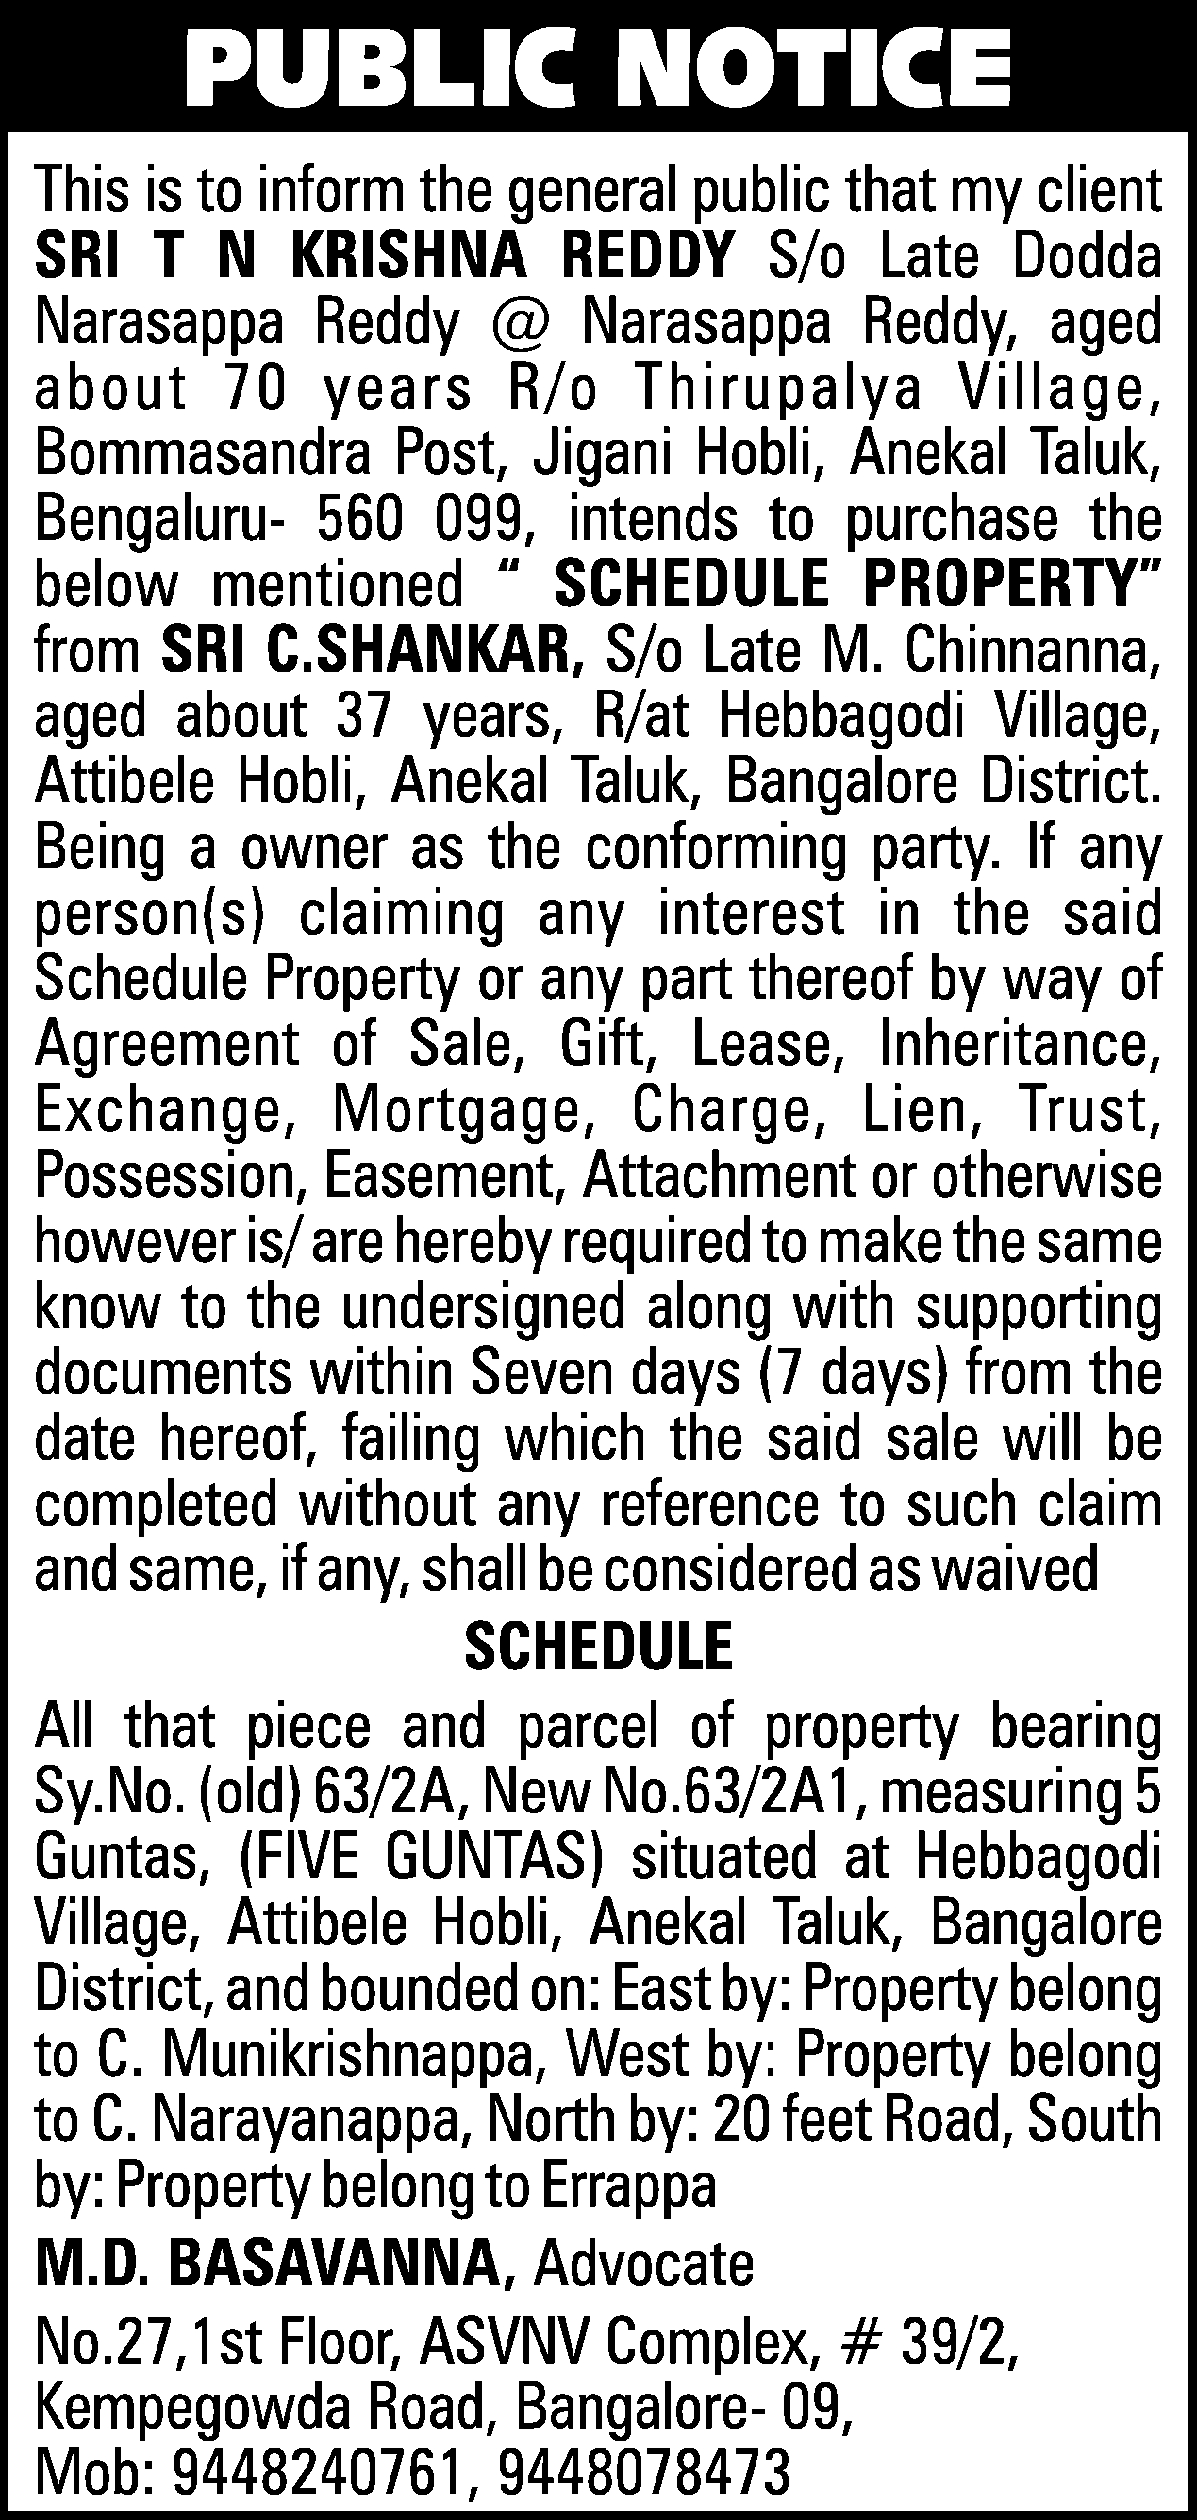 PUBLIC NOTICE
This is to inform the general public that my client
SRI T N KRISHNA REDDY S/o Late Dodda
Narasappa Reddy @ Narasappa Reddy, aged
about 70 years R/o Thirupalya Village,
Bommasandra Post, Jigani Hobli, Anekal Taluk,
Bengaluru- 560 099, intends to purchase the
below mentioned “ SCHEDULE PROPERTY”
from SRI C.SHANKAR, S/o Late M. Chinnanna,
aged about 37 years, R/at Hebbagodi Village,
Attibele Hobli, Anekal Taluk, Bangalore District.
Being a owner as the conforming party. If any
person(s) claiming any interest in the said
Schedule Property or any part thereof by way of
Agreement of Sale, Gift, Lease, Inheritance,
Exchange, Mortgage, Charge, Lien, Trust,
Possession, Easement, Attachment or otherwise
however is/ are hereby required to make the same
know to the undersigned along with supporting
documents within Seven days (7 days) from the
date hereof, failing which the said sale will be
completed without any reference to such claim
and same, if any, shall be considered as waived
SCHEDULE
All that piece and parcel of property bearing
Sy.No. (old) 63/2A, New No.63/2A1, measuring 5
Guntas, (FIVE GUNTAS) situated at Hebbagodi
Village, Attibele Hobli, Anekal Taluk, Bangalore
District, and bounded on: East by: Property belong
to C. Munikrishnappa, West by: Property belong
to C. Narayanappa, North by: 20 feet Road, South
by: Property belong to Errappa
M.D. BASAVANNA, Advocate
No.27,1st Floor, ASVNV Complex, # 39/2,
Kempegowda Road, Bangalore- 09,
Mob: 9448240761, 9448078473